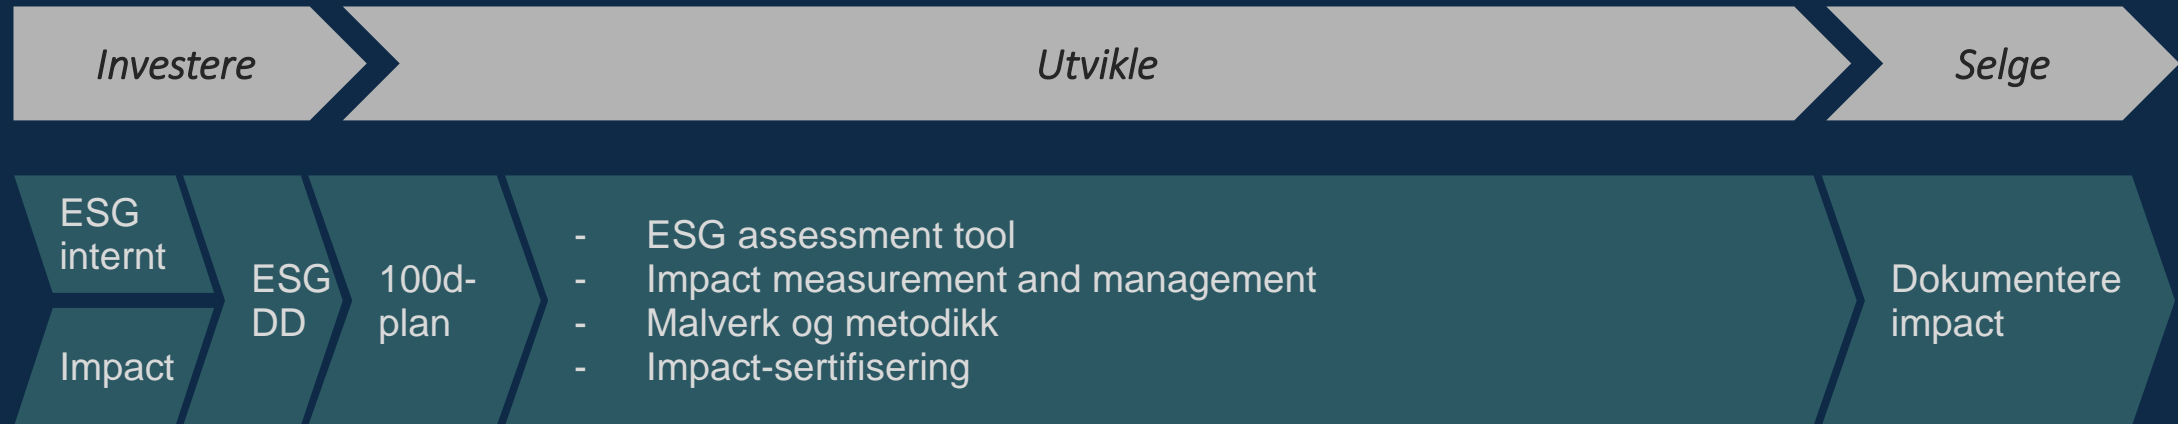 Investere
Utvikle
Selge
ESG
internt
Impact
ESG
DD
100d-
plan
- ESG assessment tool
- Impact measurement and management
- Malverk og metodikk
- Impact-sertifisering
Dokumentere
impact